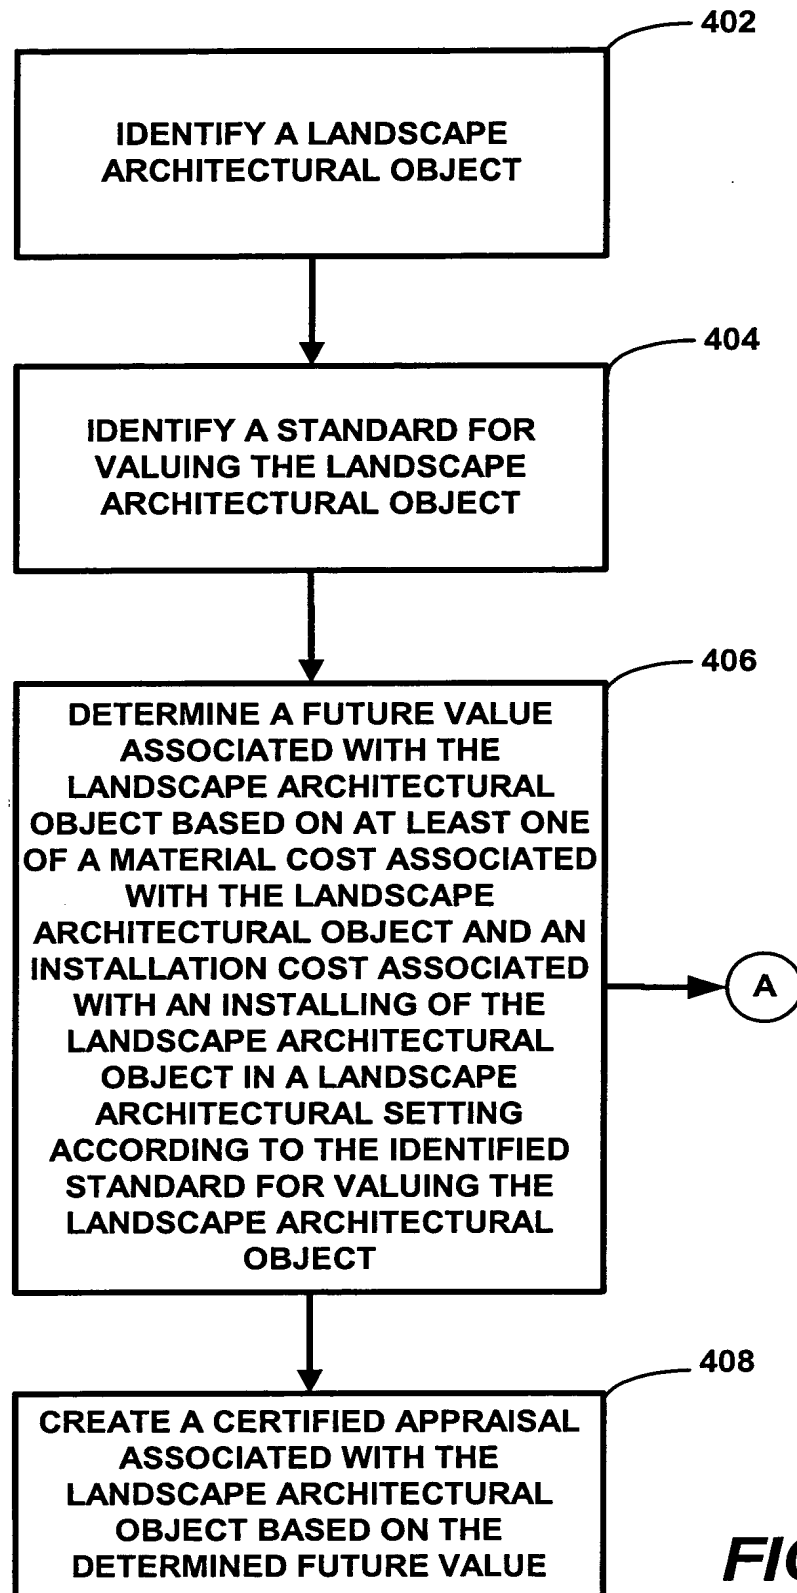 402
IDENTIFY A LANDSCAPE
ARCHITECTURAL OBJECT
404
IDENTIFY A STANDARD FOR
VALUING THE LANDSCAPE
ARCHITECTURAL OBJECT
406
DETERMINE A FUTURE VALUE
ASSOCIATED WITH THE
LANDSCAPE ARCHITECTURAL
OBJECT BASED ON AT LEAST ONE
OF A MATERIAL COST ASSOCIATED
WITH THE LANDSCAPE
ARCHITECTURAL OBJECT AND AN
INSTALLATION COST ASSOCIATED
WITH AN INSTALLING OF THE
LANDSCAPE ARCHITECTURAL
OBJECT IN A LANDSCAPE
ARCHITECTURAL SETTING
ACCORDING TO THE IDENTIFIED
STANDARD FOR VALUING THE
LANDSCAPE ARCHITECTURAL
OBJECT
A
408
CREATE A CERTIFIED APPRAISAL
ASSOCIATED WITH THE
LANDSCAPE ARCHITECTURAL
OBJECT BASED ON THE
DETERMINED FUTURE VALUE